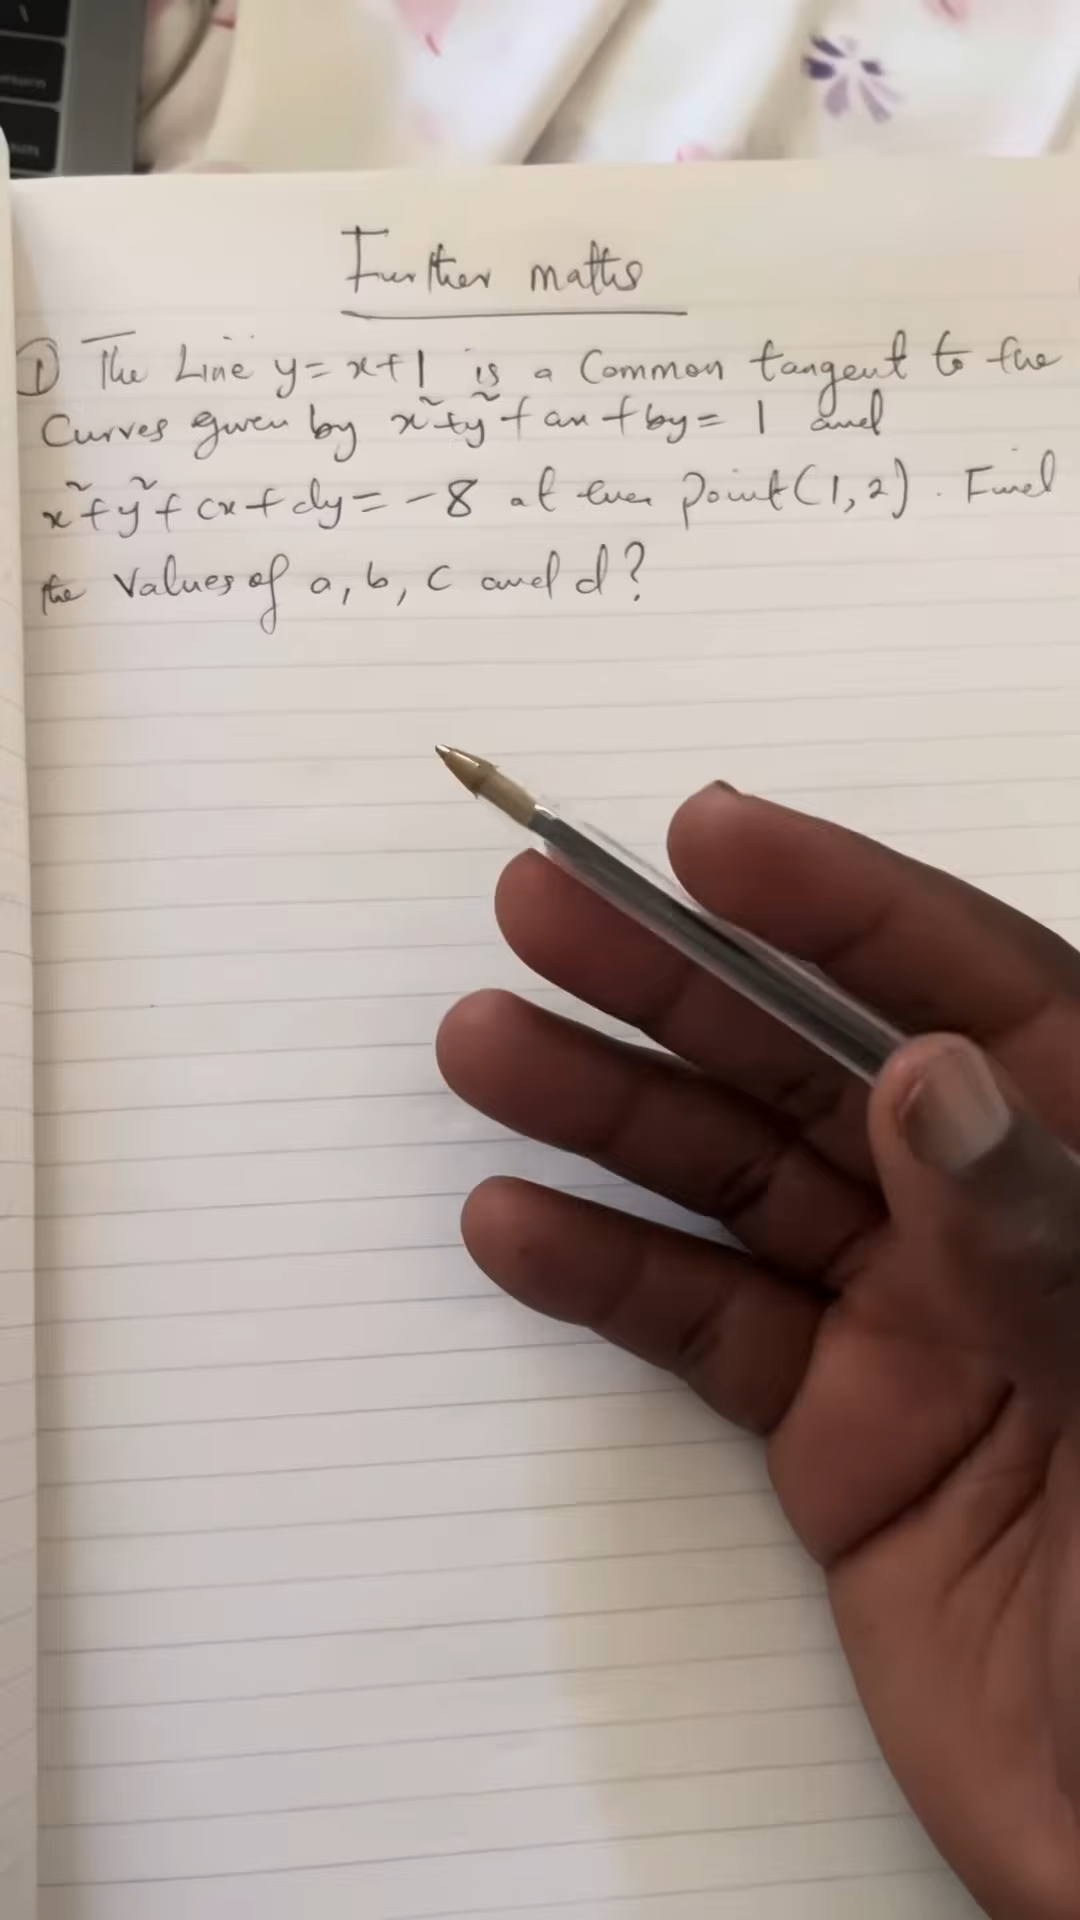 Further maths
① The Line y = x+1 is a Common tangent to the
Curves given by x²+y²+ax+by= 1 and
x²+y²+cx+dy= -8 at point (1,2). Find
the Values of a, b, c and d?